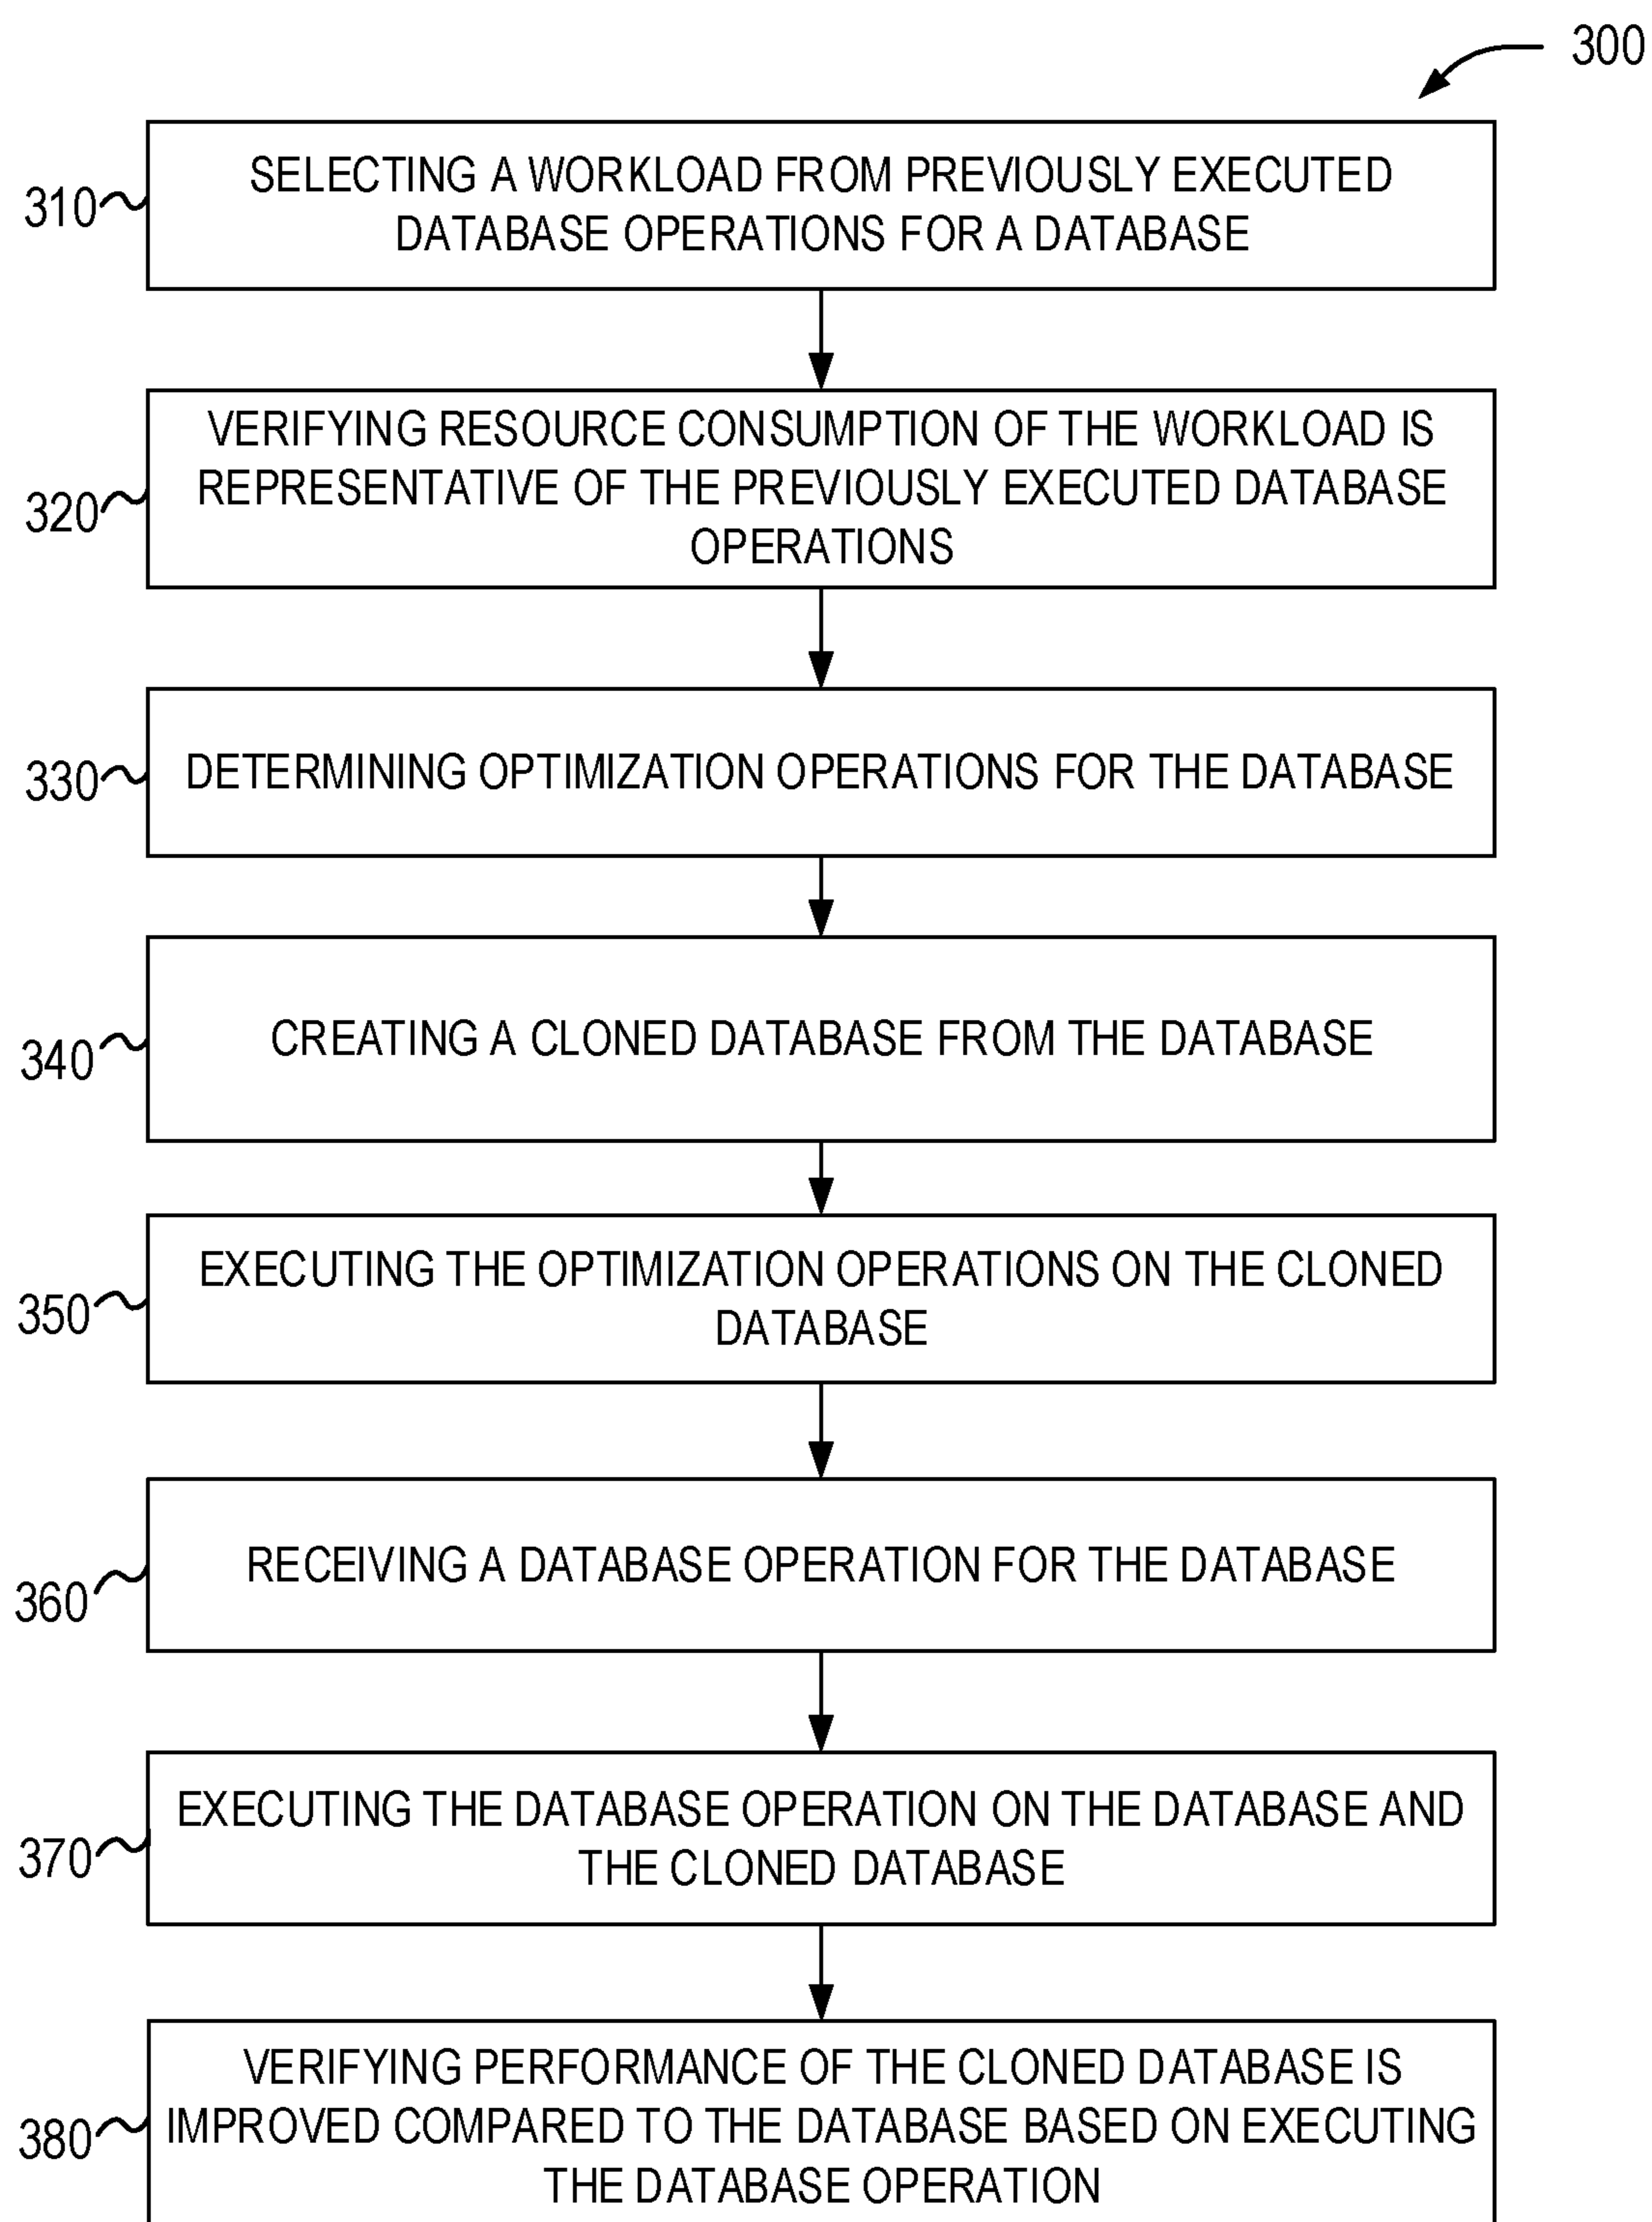 300
310
SELECTING A WORKLOAD FROM PREVIOUSLY EXECUTED
DATABASE OPERATIONS FOR A DATABASE
320
VERIFYING RESOURCE CONSUMPTION OF THE WORKLOAD IS
REPRESENTATIVE OF THE PREVIOUSLY EXECUTED DATABASE
OPERATIONS
330
DETERMINING OPTIMIZATION OPERATIONS FOR THE DATABASE
340
CREATING A CLONED DATABASE FROM THE DATABASE
350
EXECUTING THE OPTIMIZATION OPERATIONS ON THE CLONED
DATABASE
360
RECEIVING A DATABASE OPERATION FOR THE DATABASE
370
EXECUTING THE DATABASE OPERATION ON THE DATABASE AND
THE CLONED DATABASE
380
VERIFYING PERFORMANCE OF THE CLONED DATABASE IS
IMPROVED COMPARED TO THE DATABASE BASED ON EXECUTING
THE DATABASE OPERATION